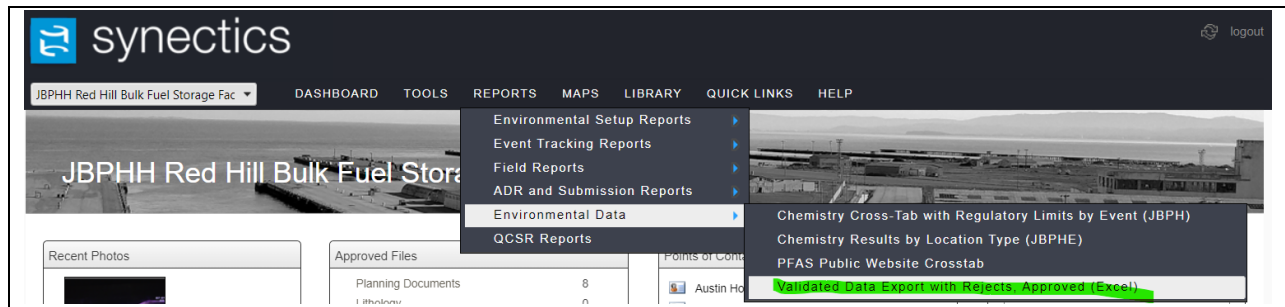 synectics
logout
JBPHH Red Hill Bulk Fuel Storage Fac
DASHBOARD TOOLS REPORTS MAPS LIBRARY QUICK LINKS HELP
Environmental Setup Reports
Event Tracking Reports
Field Reports
ADR and Submission Reports
Environmental Data
QCSR Reports
Chemistry Cross-Tab with Regulatory Limits by Event (JBPH)
Chemistry Results by Location Type (JBPHE)
PFAS Public Website Crosstab
Validated Data Export with Rejects, Approved (Excel)
JBPHH Red Hill Bulk Fuel Stora
Recent Photos
Approved Files
Planning Documents 8
Lithology 0
Points of Conta
Austin Ho